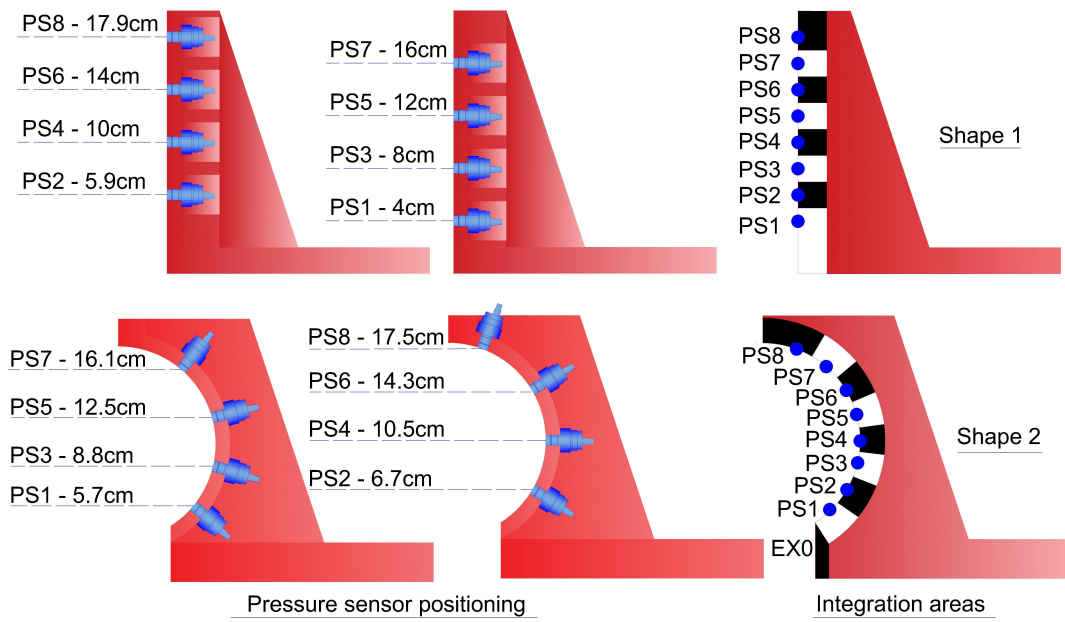 PS8 - 17.9cm
PS6 - 14cm
PS4 - 10cm
PS2 - 5.9cm
PS7 - 16cm
PS5 - 12cm
PS3 - 8cm
PS1 - 4cm
PS8
PS7
PS6
PS5
PS4
PS3
PS2
PS1
Shape 1
PS7 - 16.1cm
PS5 - 12.5cm
PS3 - 8.8cm
PS1 - 5.7cm
PS8 - 17.5cm
PS6 - 14.3cm
PS4 - 10.5cm
PS2 - 6.7cm
PS8
PS7
PS6
PS5
PS4
PS3
PS2
PS1
EX0
Shape 2
Pressure sensor positioning
Integration areas